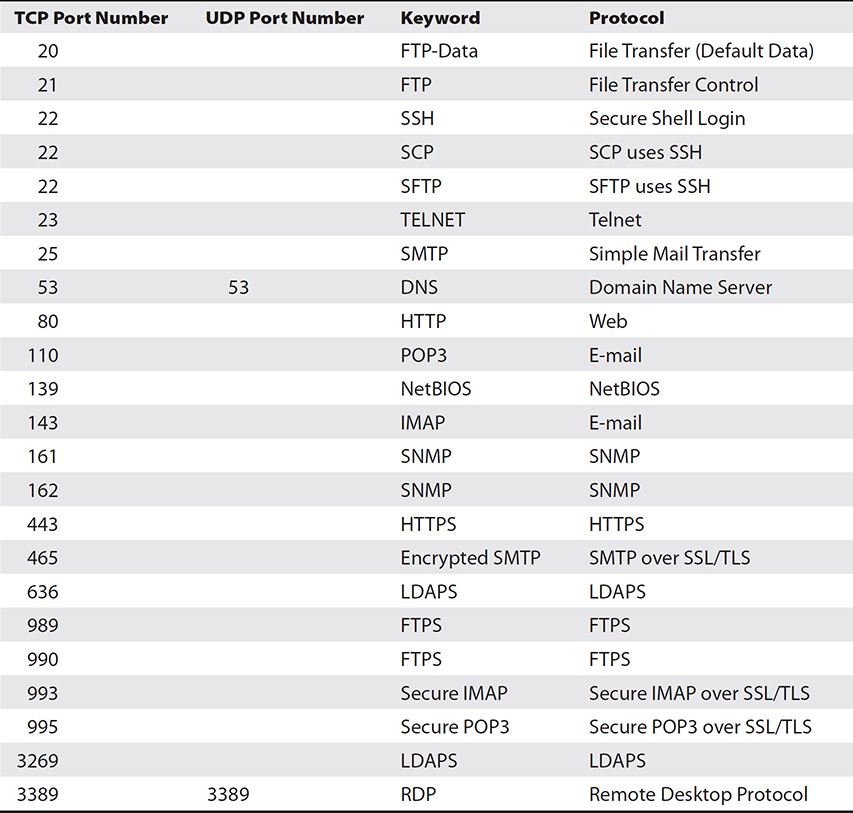 TCP Port Number UDP Port Number Keyword Protocol
20 FTP-Data File Transfer (Default Data)
21 FTP File Transfer Control
22 SSH Secure Shell Login
22 SCP SCP uses SSH
22 SFTP SFTP uses SSH
23 TELNET Telnet
25 SMTP Simple Mail Transfer
53 53 DNS Domain Name Server
80 HTTP Web
110 POP3 E-mail
139 NetBIOS NetBIOS
143 IMAP E-mail
161 SNMP SNMP
162 SNMP SNMP
443 HTTPS HTTPS
465 Encrypted SMTP SMTP over SSL/TLS
636 LDAPS LDAPS
989 FTPS FTPS
990 FTPS FTPS
993 Secure IMAP Secure IMAP over SSL/TLS
995 Secure POP3 Secure POP3 over SSL/TLS
3269 LDAPS LDAPS
3389 3389 RDP Remote Desktop Protocol